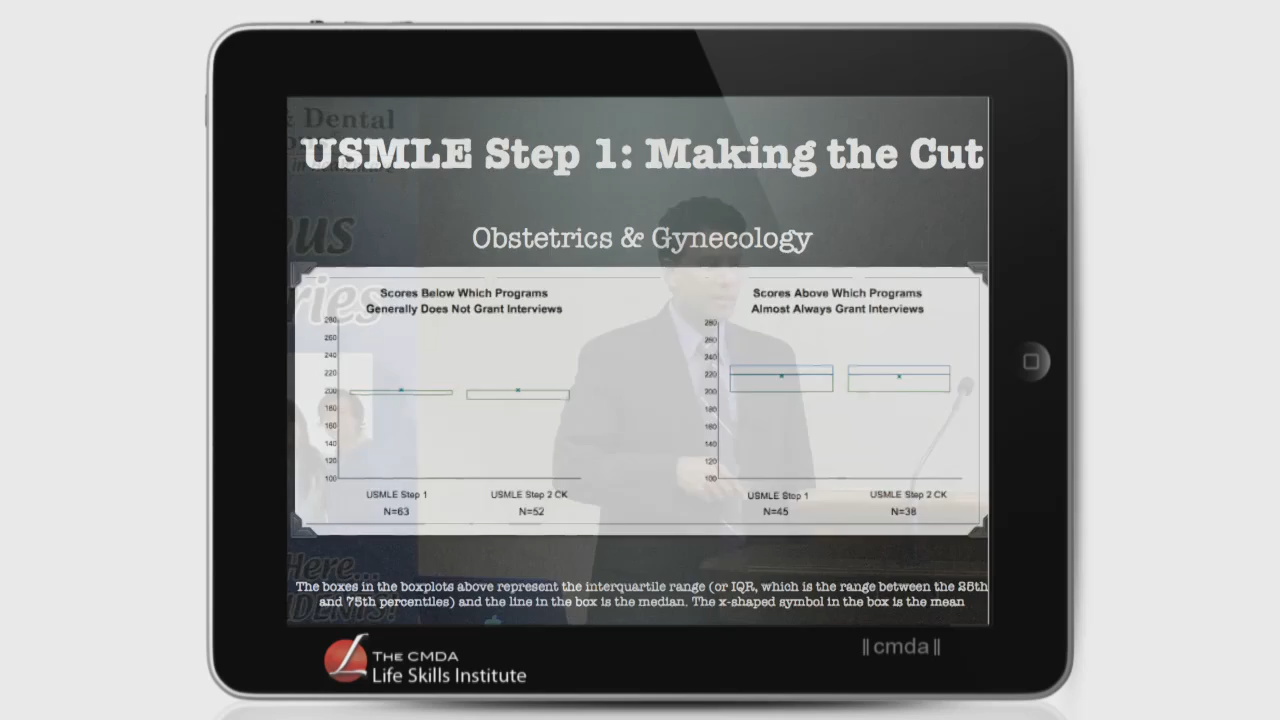 & Dental
USMLE Step 1: Making the Cut
Obstetrics & Gynecology
us
ries
Scores Below Which Programs
Generally Does Not Grant Interviews
280
260
240
220
200
180
160
140
120
100
USMLE Step 1
USMLE Step 2 CK
N=63
N=52
Scores Above Which Programs
Almost Always Grant Interviews
280
260
240
220
200
180
160
140
120
100
USMLE Step 1
USMLE Step 2 CK
N=45
N=38
Here...
The boxes in the boxplots above represent the interquartile range (or IQR, which is the range between the 25th
and 75th percentiles) and the line in the box is the median. The x-shaped symbol in the box is the mean
DENTS!
THE CMDA
Life Skills Institute
||cmda||